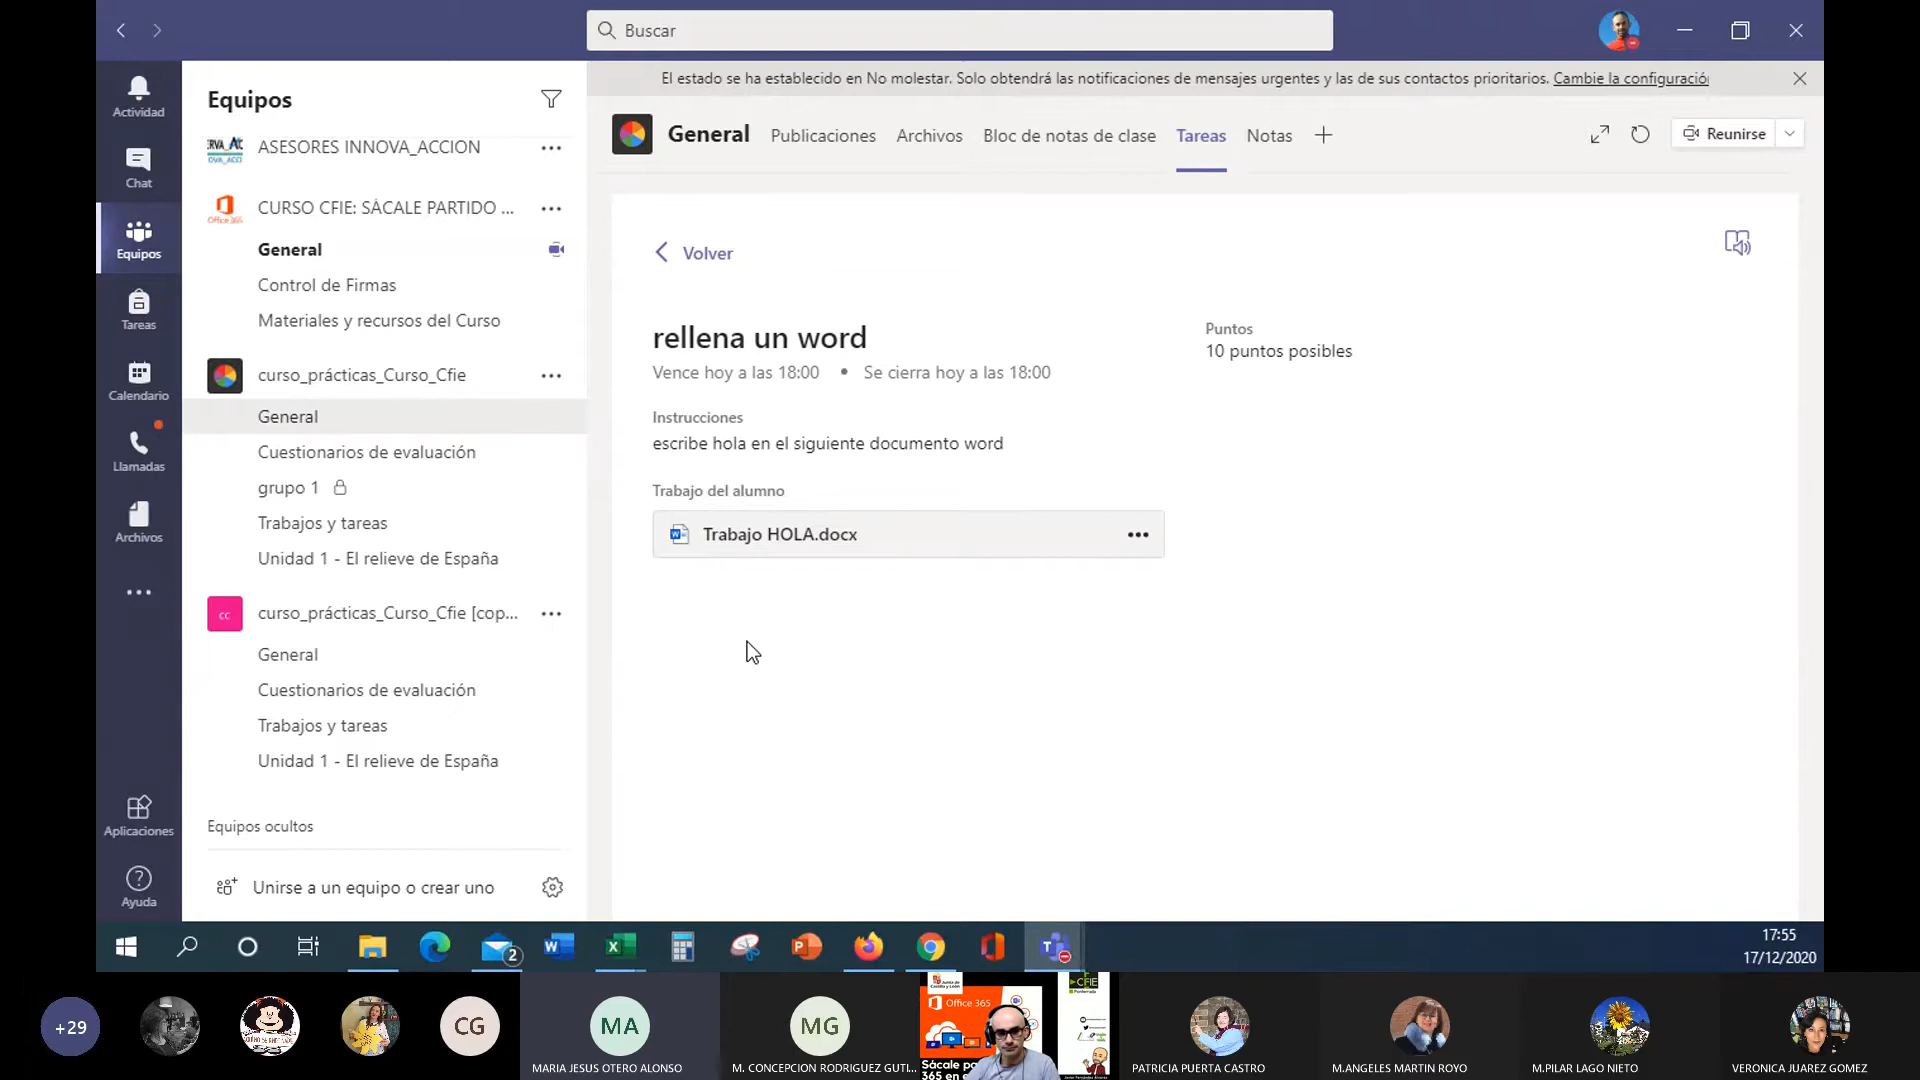 Buscar
El estado se ha establecido en No molestar. Solo obtendrá las notificaciones de mensajes urgentes y las de sus contactos prioritarios. Cambie la configuració
Actividad
Chat
Equipos
Tareas
Calendario
Llamadas
Archivos
Aplicaciones
Ayuda
Equipos
ASESORES INNOVA_ACCION
CURSO CFIE: SÁCALE PARTIDO ...
General
Control de Firmas
Materiales y recursos del Curso
curso_prácticas_Curso_Cfie
General
Cuestionarios de evaluación
grupo 1
Trabajos y tareas
Unidad 1 - El relieve de España
cc
curso_prácticas_Curso_Cfie [cop...
General
Cuestionarios de evaluación
Trabajos y tareas
Unidad 1 - El relieve de España
Equipos ocultos
Unirse a un equipo o crear uno
General Publicaciones Archivos Bloc de notas de clase Tareas Notas
Reunirse
Volver
rellena un word
Vence hoy a las 18:00 • Se cierra hoy a las 18:00
Puntos
10 puntos posibles
Instrucciones
escribe hola en el siguiente documento word
Trabajo del alumno
Trabajo HOLA.docx
2
17:55
17/12/2020
+29
CG
MA
MARIA JESUS OTERO ALONSO
MG
M. CONCEPCION RODRIGUEZ GUTI...
Office 365
CFIE
Sácale pa
365 en e
PATRICIA PUERTA CASTRO
M.ANGELES MARTIN ROYO
M.PILAR LAGO NIETO
VERONICA JUAREZ GOMEZ